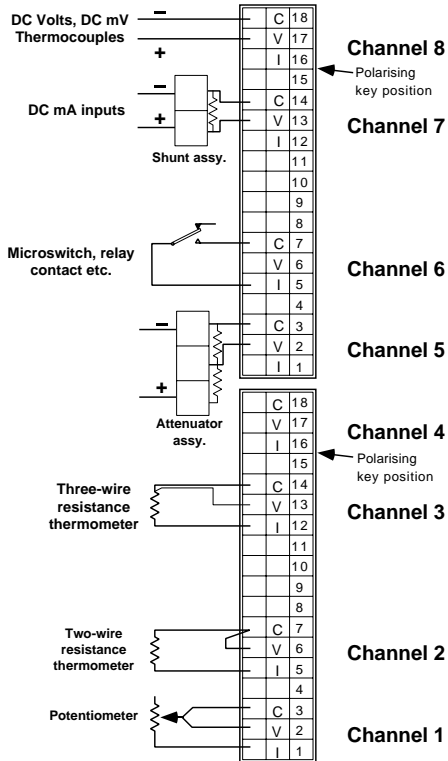 DC Volts, DC mV
Thermocouples
−
+
C 18
V 17
I 16
15
C 14
V 13
I 12
11
10
9
8
C 7
V 6
I 5
4
C 3
V 2
I 1
Channel 8
Polarising
key position
DC mA inputs
−
+
Shunt assy.
Channel 7
Microswitch, relay
contact etc.
Channel 6
−
+
Attenuator
assy.
Channel 5
C 18
V 17
I 16
15
C 14
V 13
I 12
11
10
9
8
C 7
V 6
I 5
4
C 3
V 2
I 1
Channel 4
Polarising
key position
Three-wire
resistance
thermometer
Channel 3
Two-wire
resistance
thermometer
Channel 2
Potentiometer
Channel 1